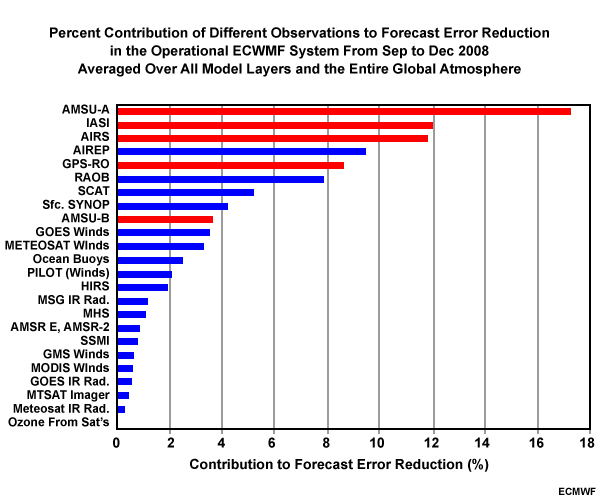 Percent Contribution of Different Observations to Forecast Error Reduction
in the Operational ECWMF System From Sep to Dec 2008
Averaged Over All Model Layers and the Entire Global Atmosphere
AMSU-A
IASI
AIRS
AIREP
GPS-RO
RAOB
SCAT
Sfc. SYNOP
AMSU-B
GOES Winds
METEOSAT WInds
Ocean Buoys
PILOT (Winds)
HIRS
MSG IR Rad.
MHS
AMSR E, AMSR-2
SSMI
GMS Winds
MODIS WInds
GOES IR Rad.
MTSAT Imager
Meteosat IR Rad.
Ozone From Sat's
0 2 4 6 8 10 12 14 16 18
Contribution to Forecast Error Reduction (%)
ECMWF